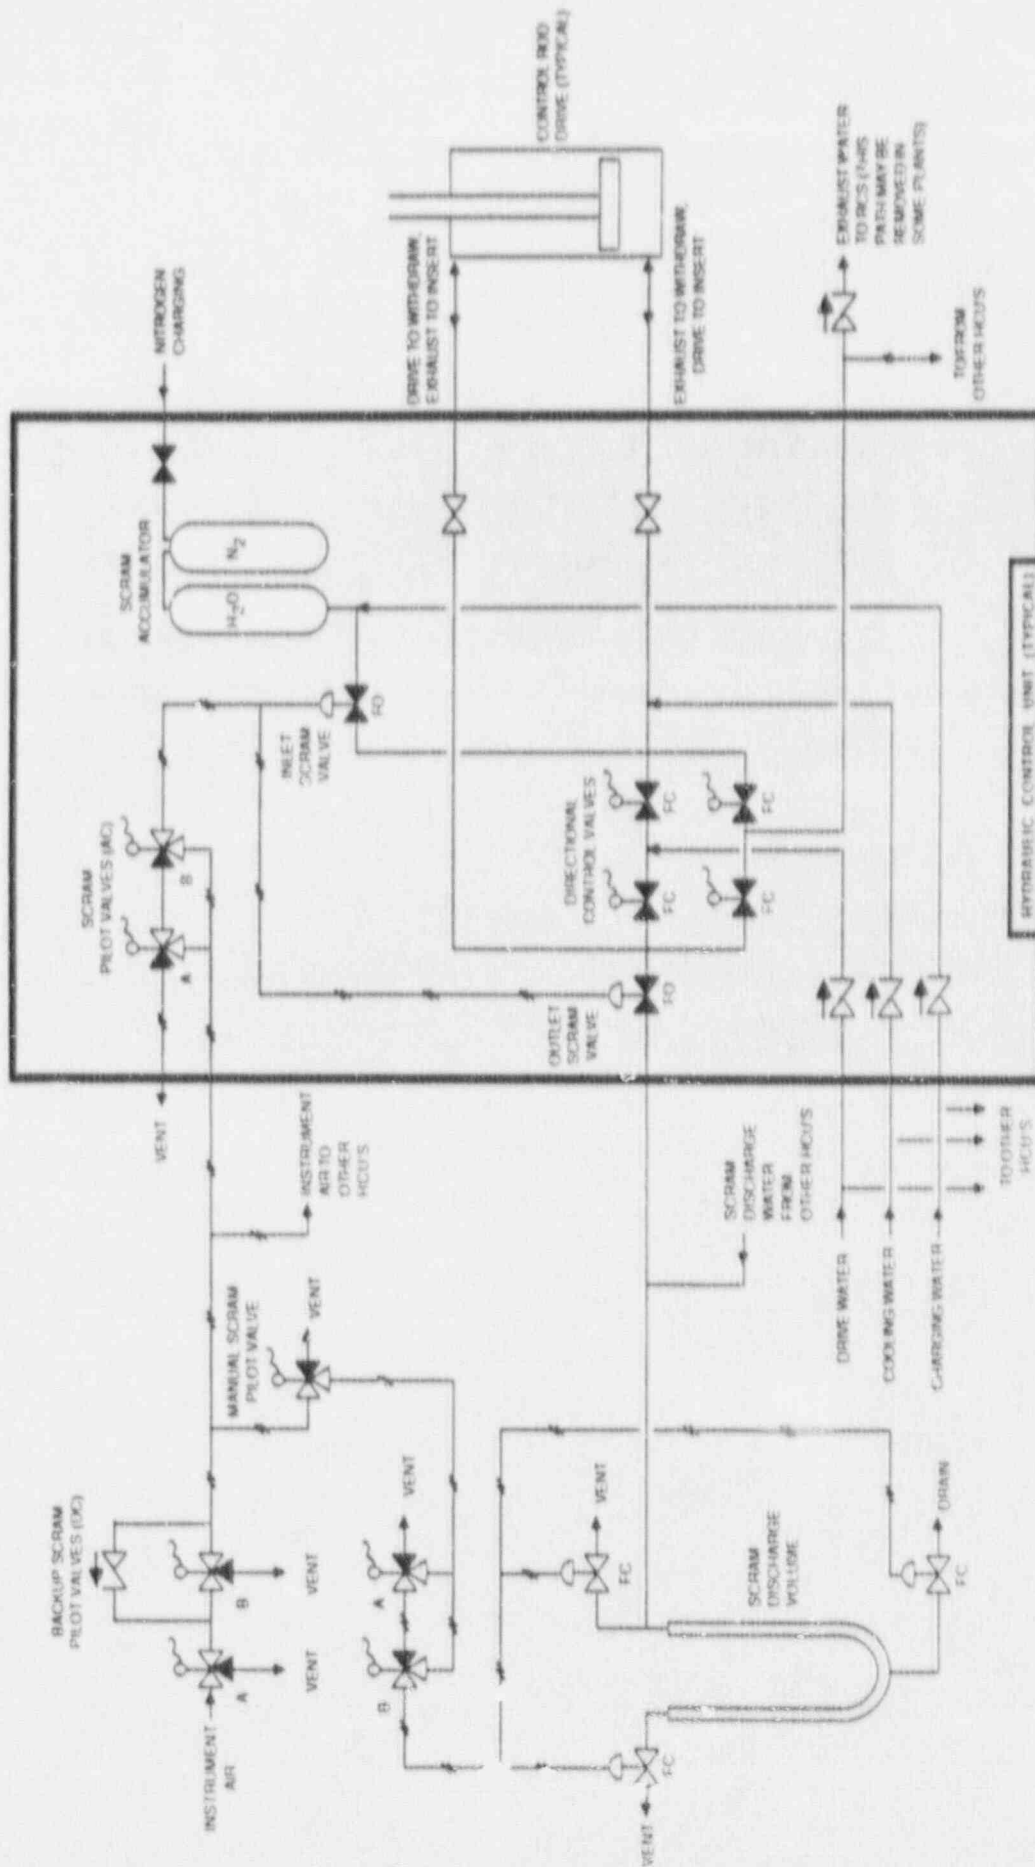 BACKUP SCRAM
PILOT VALVES (DC)
INSTRUMENT
AIR
A
B
VENT
VENT
MANUAL SCRAM
PILOT VALVE
VENT
INSTRUMENT
AIR TO
OTHER
HCU'S
VENT
SCRAM
PILOT VALVES (AC)
A
B
SCRAM
ACCUMULATOR
H2O
N2
NITROGEN
CHARGING
INLET
SCRAM
VALVE
FO
B
A
VENT
OUTLET
SCRAM
VALVE
FO
DIRECTIONAL
CONTROL VALVES
FC
FC
FC
FC
DRIVE TO WITHDRAW,
EXHAUST TO INSERT
EXHAUST TO WITHDRAW,
DRIVE TO INSERT
CONTROL ROD
DRIVE (TYPICAL)
VENT
FC
VENT
FC
SCRAM
DISCHARGE
VOLUME
FC
DRAIN
SCRAM
DISCHARGE
WATER
FROM
OTHER HCU'S
DRIVE WATER
COOLING WATER
CHARGING WATER
TO OTHER
HCU'S
EXHAUST WATER
TO RCS (THIS
PATH MAY BE
REMOVED IN
SOME PLANTS)
TO/FROM
OTHER HCU'S
HYDRAULIC CONTROL UNIT (TYPICAL)